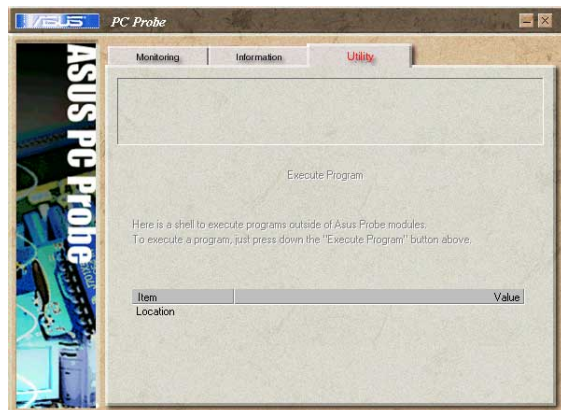 ASUS PC Probe
Monitoring Information Utility
ASUS PC Probe
Execute Program
Here is a shell to execute programs outside of Asus Probe modules.
To execute a program, just press down the "Execute Program" button above.
Item Value
Location